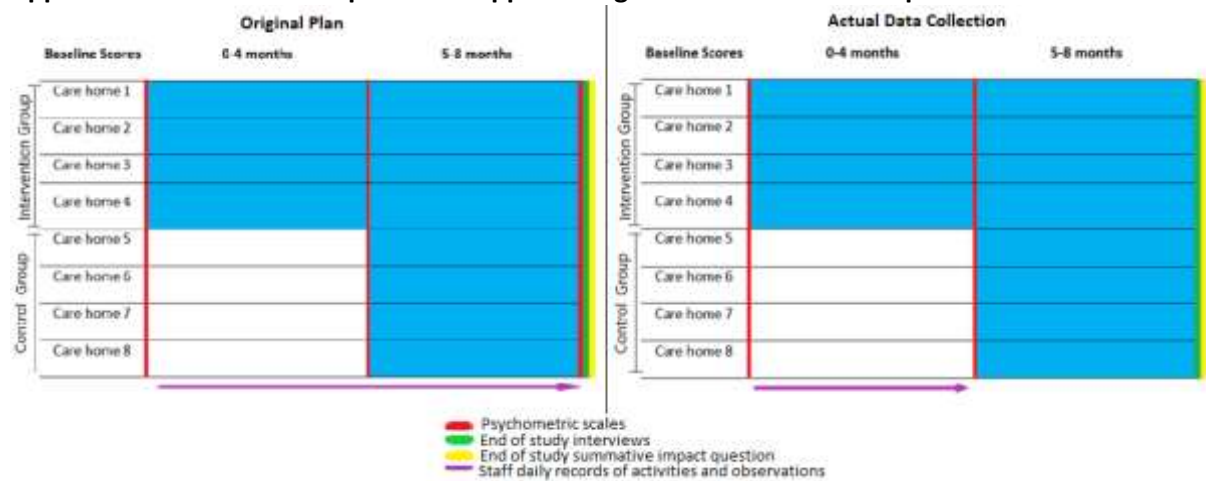 Original Plan
Baseline Scores 0-4 months 5-8 months
Intervention Group
Care home 1
Care home 2
Care home 3
Care home 4
Control Group
Care home 5
Care home 6
Care home 7
Care home 8
Actual Data Collection
Baseline Scores 0-4 months 5-8 months
Intervention Group
Care home 1
Care home 2
Care home 3
Care home 4
Control Group
Care home 5
Care home 6
Care home 7
Care home 8
Psychometric scales
End of study interviews
End of study summative impact question
Staff daily records of activities and observations